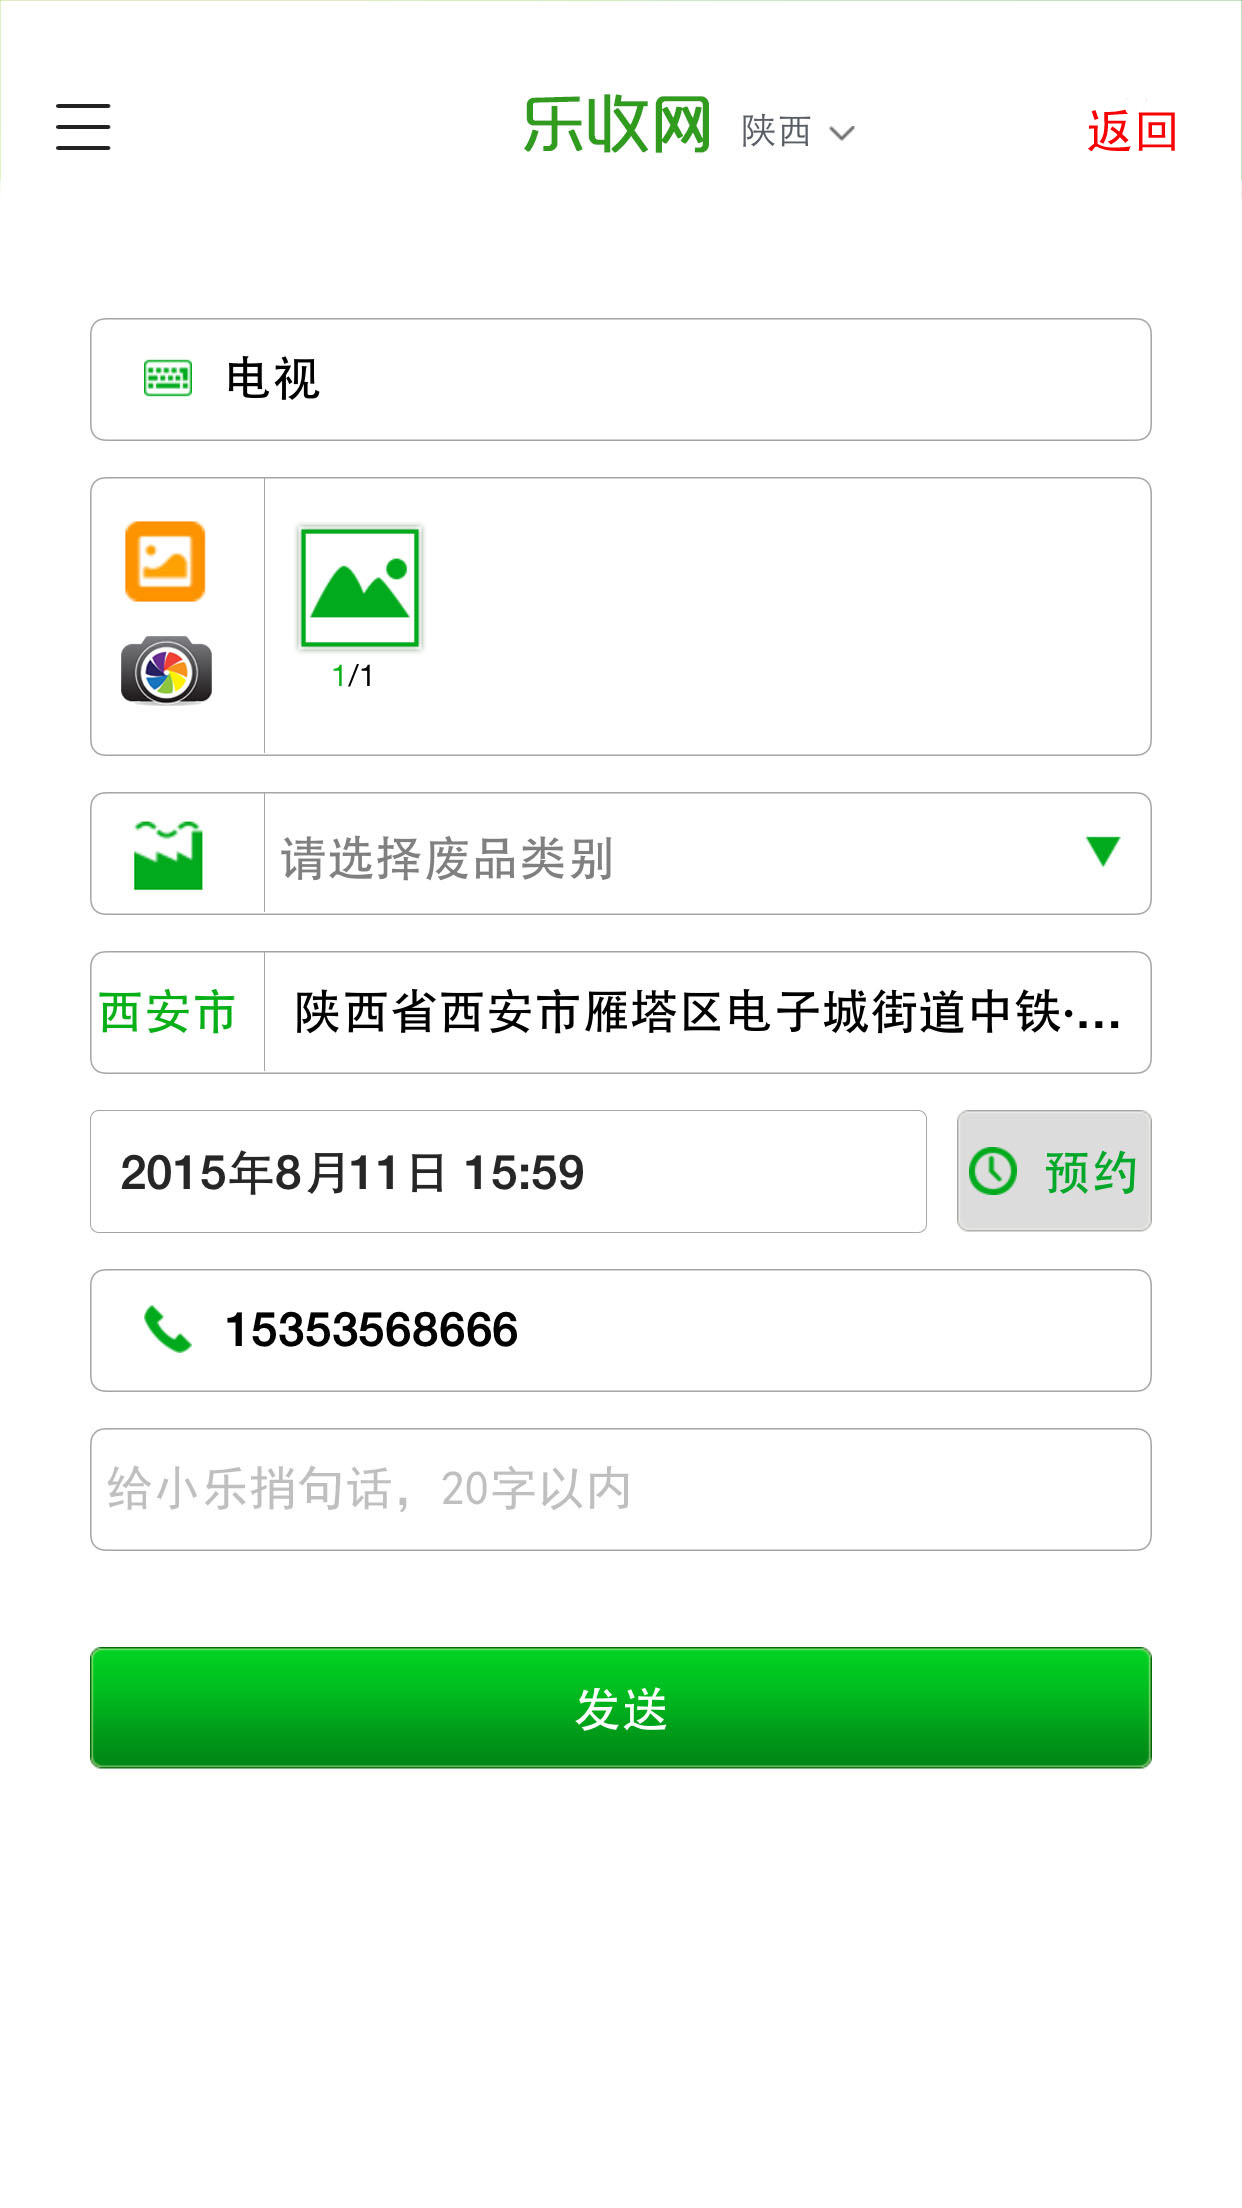 乐收网 陕西 返回
电视
1/1
请选择废品类别
西安市 陕西省西安市雁塔区电子城街道中铁·...
2015年8月11日 15:59 预约
15353568666
给小乐捎句话，20字以内
发送